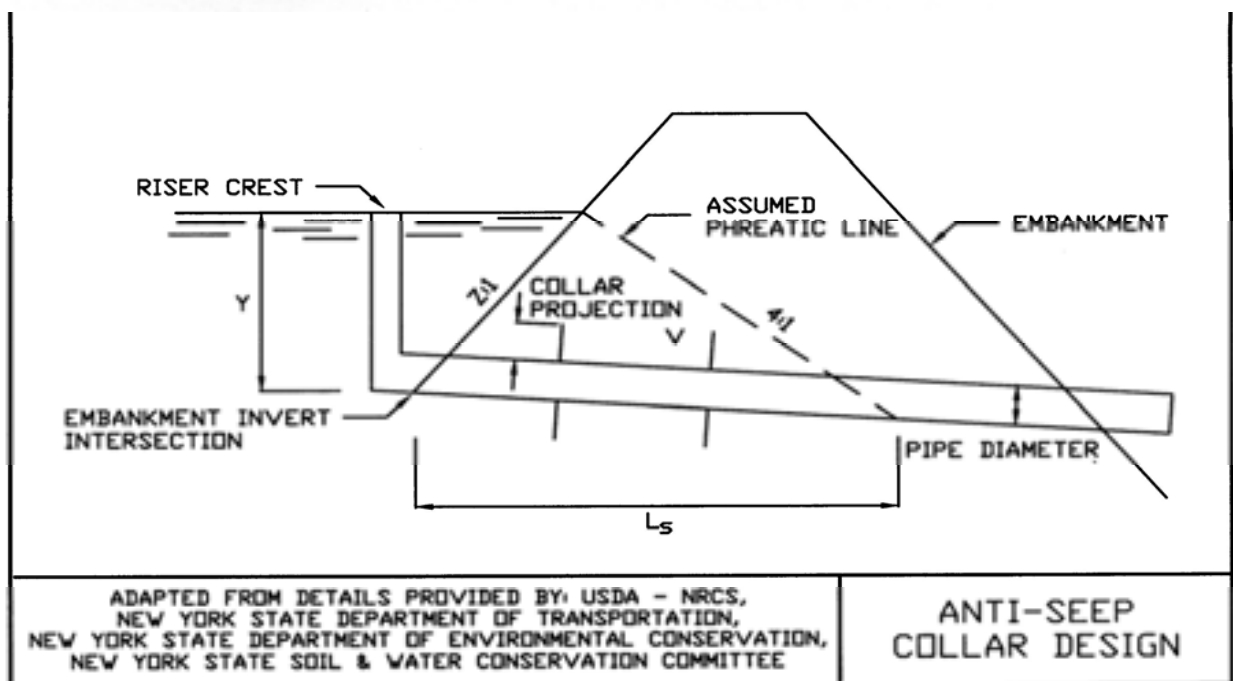 RISER CREST
ASSUMED
PHREATIC LINE
EMBANKMENT
Y
2:1
COLLAR
PROJECTION
V
4:1
EMBANKMENT INVERT
INTERSECTION
PIPE DIAMETER
LS
ADAPTED FROM DETAILS PROVIDED BY: USDA - NRCS,
NEW YORK STATE DEPARTMENT OF TRANSPORTATION,
NEW YORK STATE DEPARTMENT OF ENVIRONMENTAL CONSERVATION,
NEW YORK STATE SOIL & WATER CONSERVATION COMMITTEE
ANTI-SEEP
COLLAR DESIGN